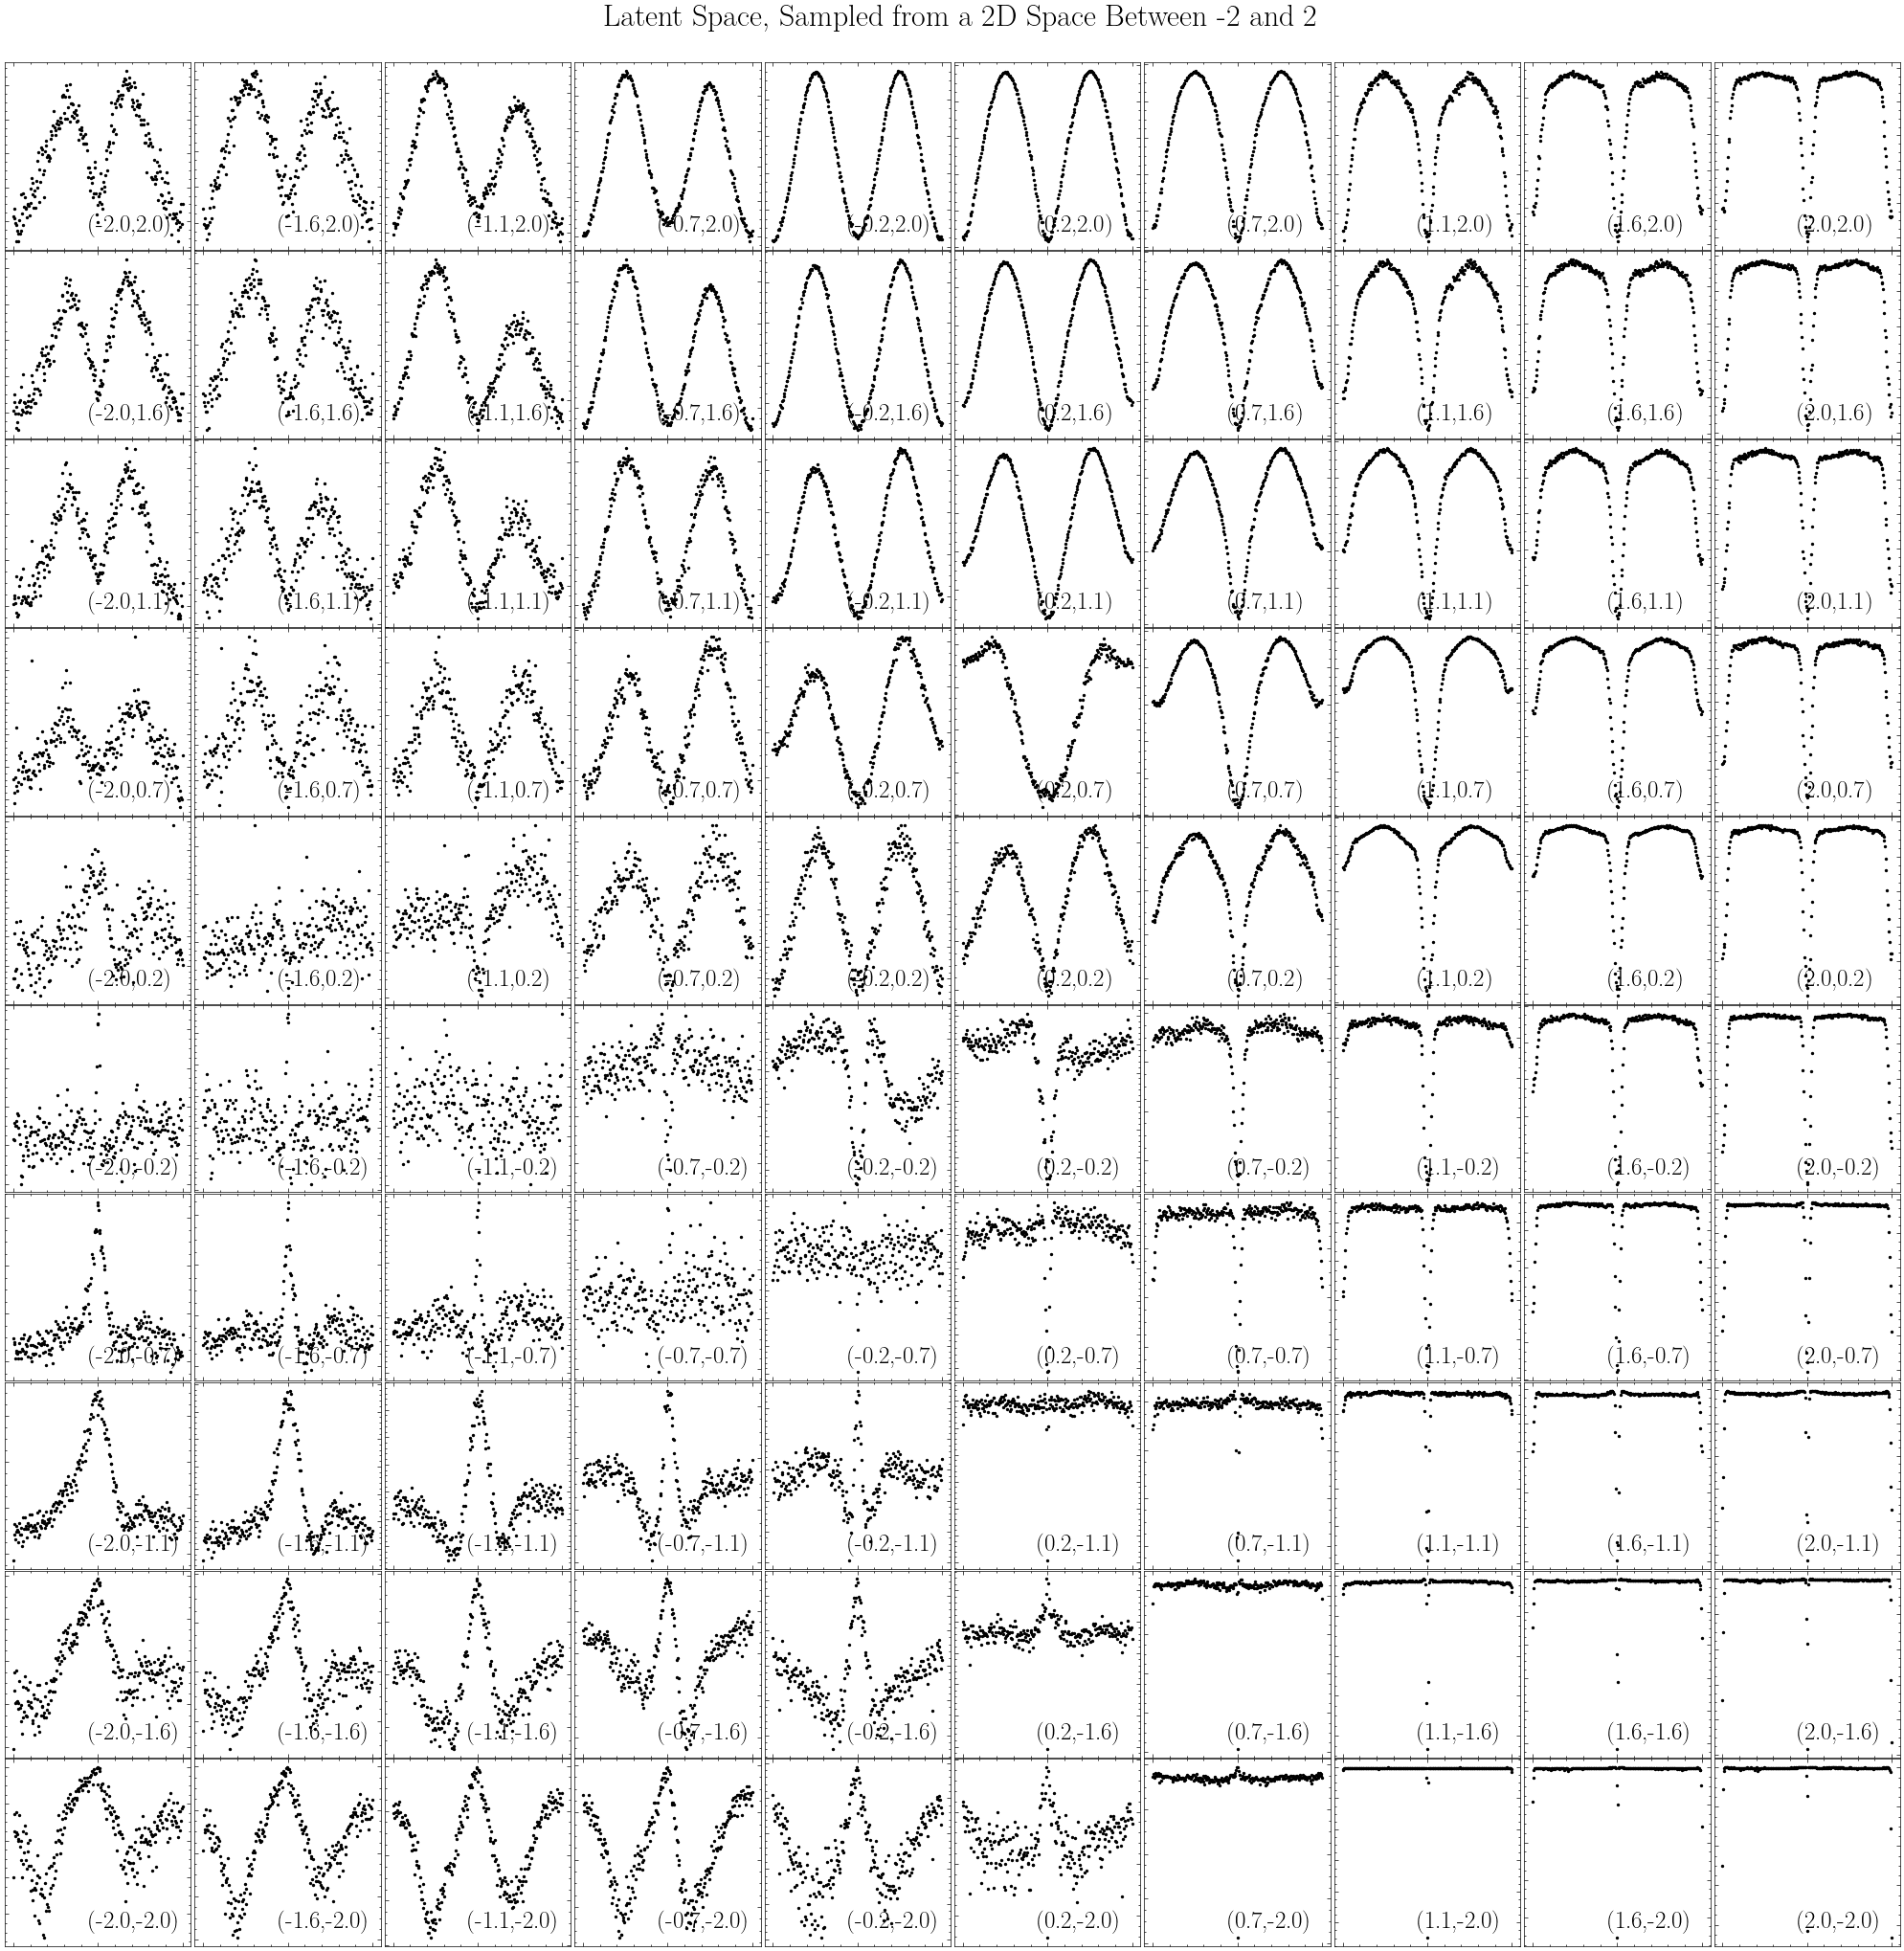 Latent Space, Sampled from a 2D Space Between -2 and 2
(-2.0,2.0) (-1.6,2.0) (-1.1,2.0) (-0.7,2.0) (-0.2,2.0) (0.2,2.0) (0.7,2.0) (1.1,2.0) (1.6,2.0) (2.0,2.0)
(-2.0,1.6) (-1.6,1.6) (-1.1,1.6) (-0.7,1.6) (-0.2,1.6) (0.2,1.6) (0.7,1.6) (1.1,1.6) (1.6,1.6) (2.0,1.6)
(-2.0,1.1) (-1.6,1.1) (-1.1,1.1) (-0.7,1.1) (-0.2,1.1) (0.2,1.1) (0.7,1.1) (1.1,1.1) (1.6,1.1) (2.0,1.1)
(-2.0,0.7) (-1.6,0.7) (-1.1,0.7) (-0.7,0.7) (-0.2,0.7) (0.2,0.7) (0.7,0.7) (1.1,0.7) (1.6,0.7) (2.0,0.7)
(-2.0,0.2) (-1.6,0.2) (-1.1,0.2) (-0.7,0.2) (-0.2,0.2) (0.2,0.2) (0.7,0.2) (1.1,0.2) (1.6,0.2) (2.0,0.2)
(-2.0,-0.2) (-1.6,-0.2) (-1.1,-0.2) (-0.7,-0.2) (-0.2,-0.2) (0.2,-0.2) (0.7,-0.2) (1.1,-0.2) (1.6,-0.2) (2.0,-0.2)
(-2.0,-0.7) (-1.6,-0.7) (-1.1,-0.7) (-0.7,-0.7) (-0.2,-0.7) (0.2,-0.7) (0.7,-0.7) (1.1,-0.7) (1.6,-0.7) (2.0,-0.7)
(-2.0,-1.1) (-1.6,-1.1) (-1.1,-1.1) (-0.7,-1.1) (-0.2,-1.1) (0.2,-1.1) (0.7,-1.1) (1.1,-1.1) (1.6,-1.1) (2.0,-1.1)
(-2.0,-1.6) (-1.6,-1.6) (-1.1,-1.6) (-0.7,-1.6) (-0.2,-1.6) (0.2,-1.6) (0.7,-1.6) (1.1,-1.6) (1.6,-1.6) (2.0,-1.6)
(-2.0,-2.0) (-1.6,-2.0) (-1.1,-2.0) (-0.7,-2.0) (-0.2,-2.0) (0.2,-2.0) (0.7,-2.0) (1.1,-2.0) (1.6,-2.0) (2.0,-2.0)